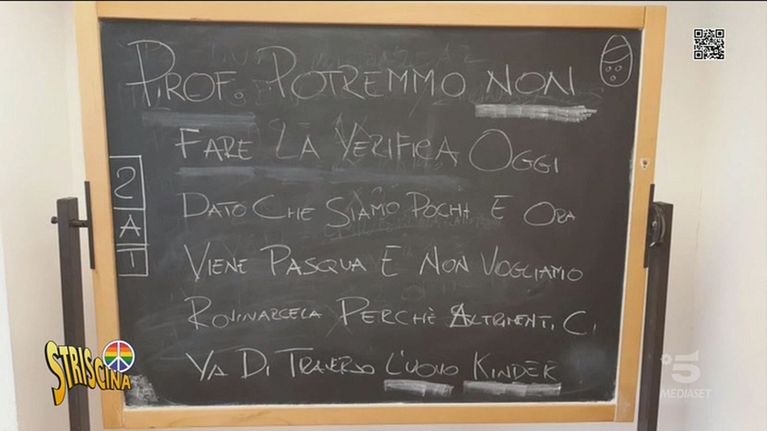 PROF. POTREMMO NON
FARE LA VERIFICA OGGI
DATO CHE SIAMO POCHI E ORA
VIENE PASQUA E NON VOGLIAMO
ROVINARCELA PERCHÈ ALTRIMENTI CI
VA DI TRAVERSO L'UOVO KINDER
2
A
T
STRISCINA
5
MEDIASET